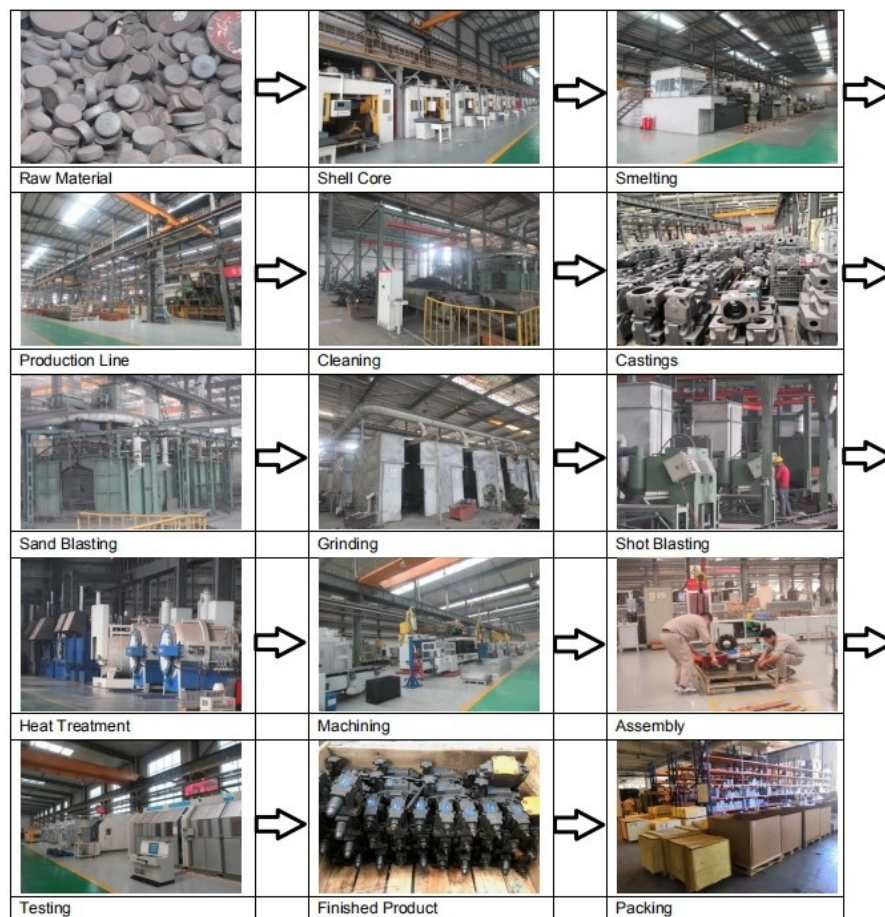 Raw Material
Shell Core
Smelting
Production Line
Cleaning
Castings
Sand Blasting
Grinding
Shot Blasting
Heat Treatment
Machining
Assembly
Testing
Finished Product
Packing